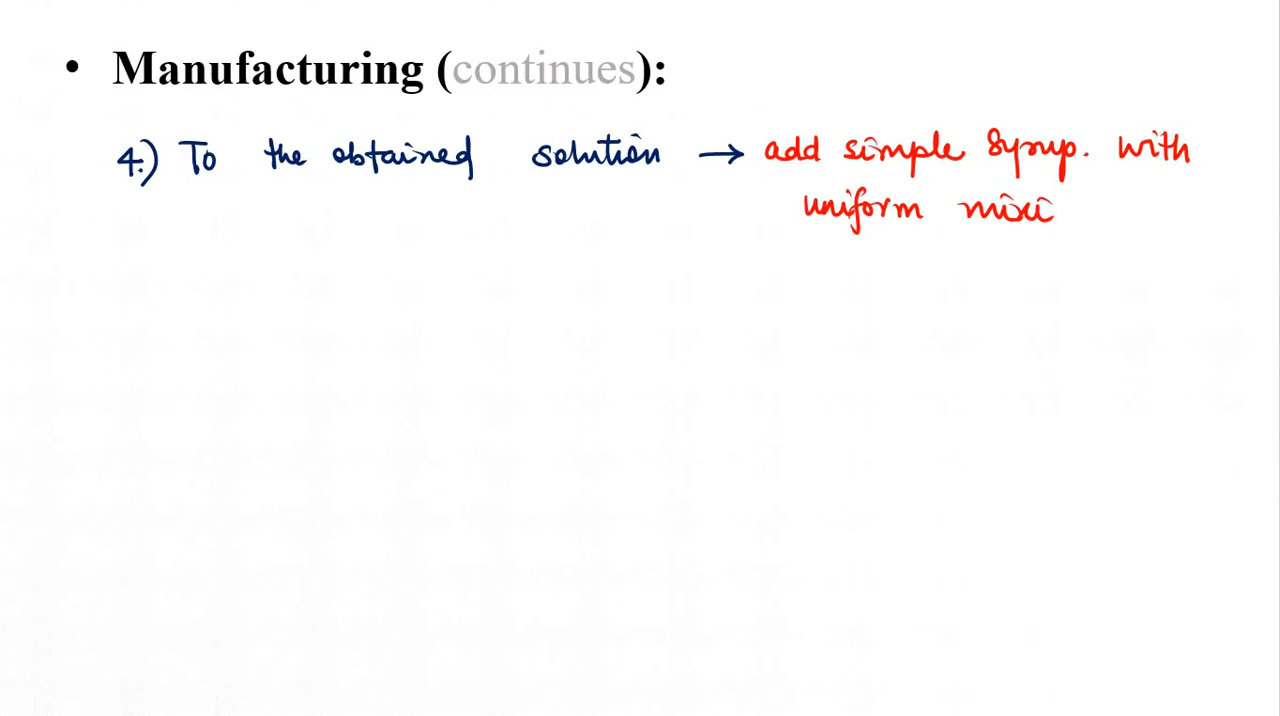 • Manufacturing (continues):
4.) To the obtained solution → add simple syrup. with
uniform mixi